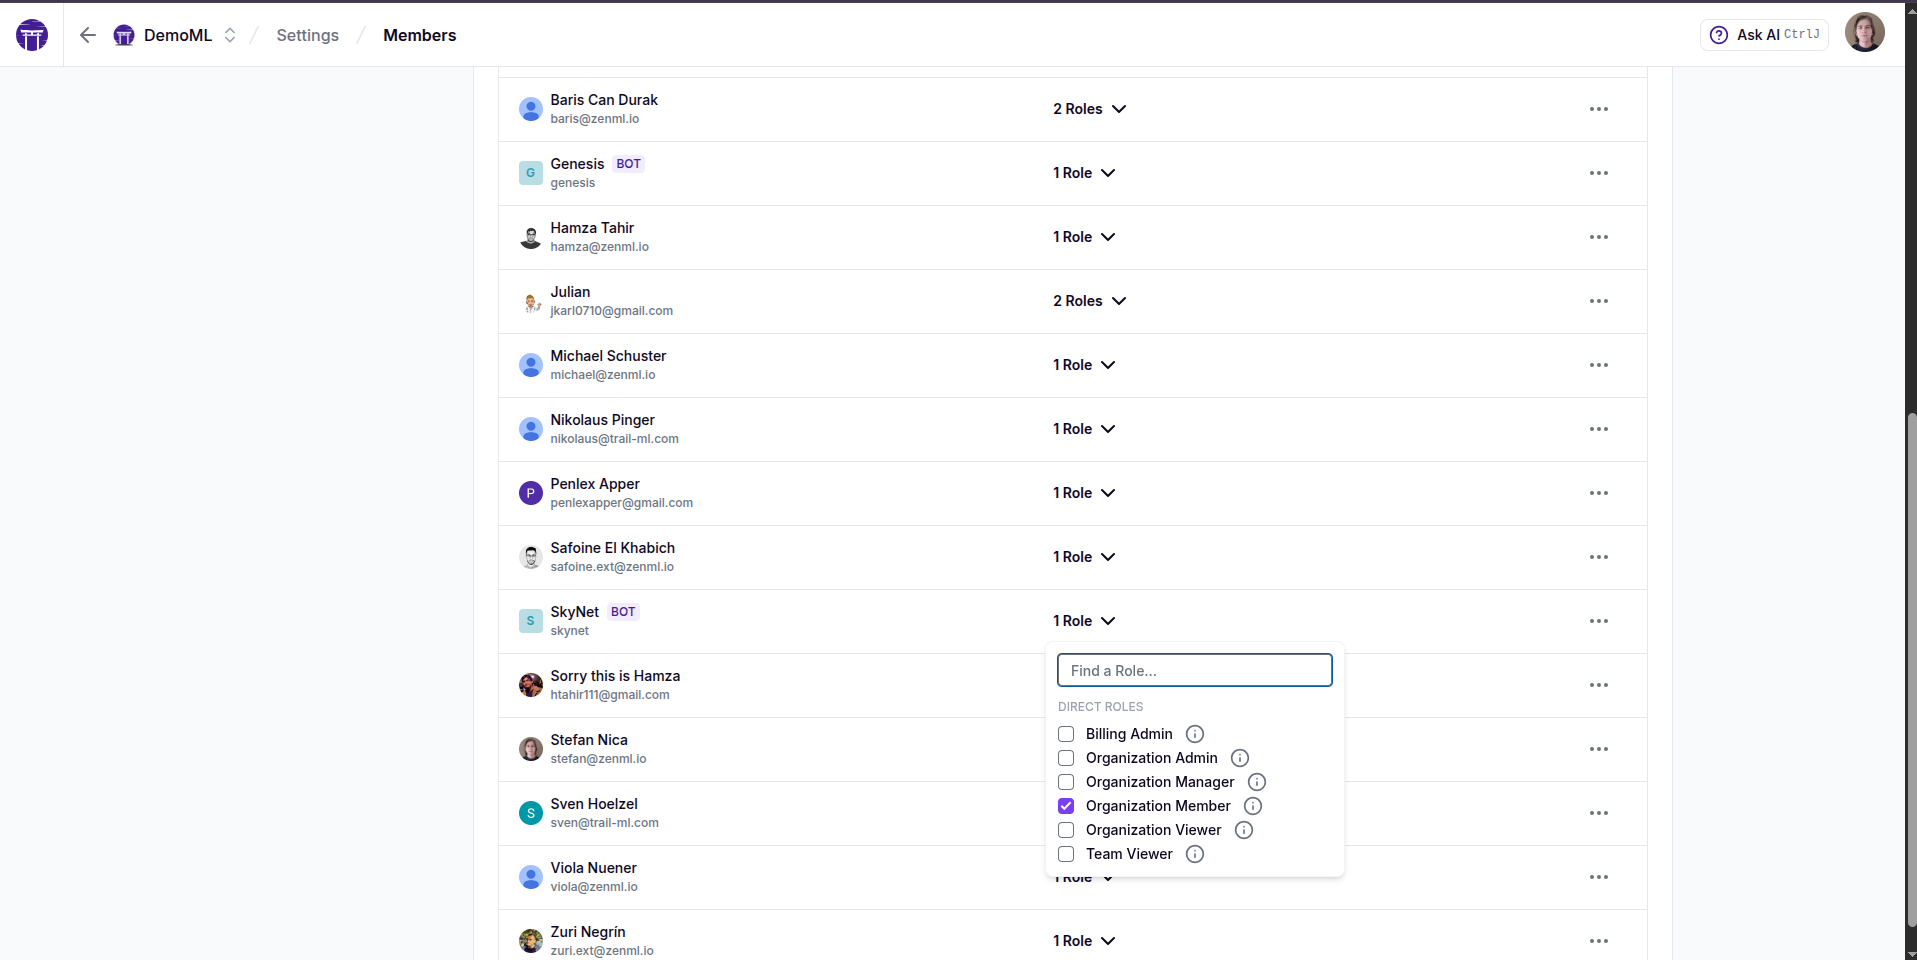 DemoML / Settings / Members
Ask AI CtrlJ
Baris Can Durak
baris@zenml.io
2 Roles
G
Genesis BOT
genesis
1 Role
Hamza Tahir
hamza@zenml.io
1 Role
Julian
jkarl0710@gmail.com
2 Roles
Michael Schuster
michael@zenml.io
1 Role
Nikolaus Pinger
nikolaus@trail-ml.com
1 Role
P
Penlex Apper
penlexapper@gmail.com
1 Role
Safoine El Khabich
safoine.ext@zenml.io
1 Role
S
SkyNet BOT
skynet
1 Role
Find a Role...
DIRECT ROLES
Billing Admin
Organization Admin
Organization Manager
Organization Member
Organization Viewer
Team Viewer
Sorry this is Hamza
htahir111@gmail.com
Stefan Nica
stefan@zenml.io
S
Sven Hoelzel
sven@trail-ml.com
Viola Nuener
viola@zenml.io
1 Role
Zuri Negrín
zuri.ext@zenml.io
1 Role